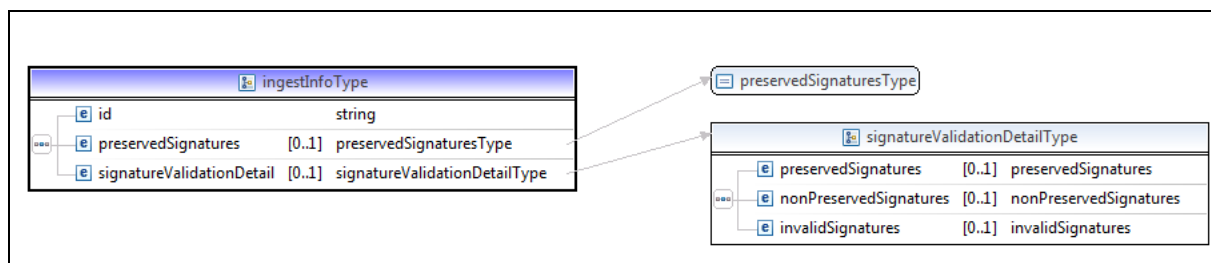 ingestInfoType
id string
preservedSignatures [0..1] preservedSignaturesType
signatureValidationDetail [0..1] signatureValidationDetailType
preservedSignaturesType
signatureValidationDetailType
preservedSignatures [0..1] preservedSignatures
nonPreservedSignatures [0..1] nonPreservedSignatures
invalidSignatures [0..1] invalidSignatures